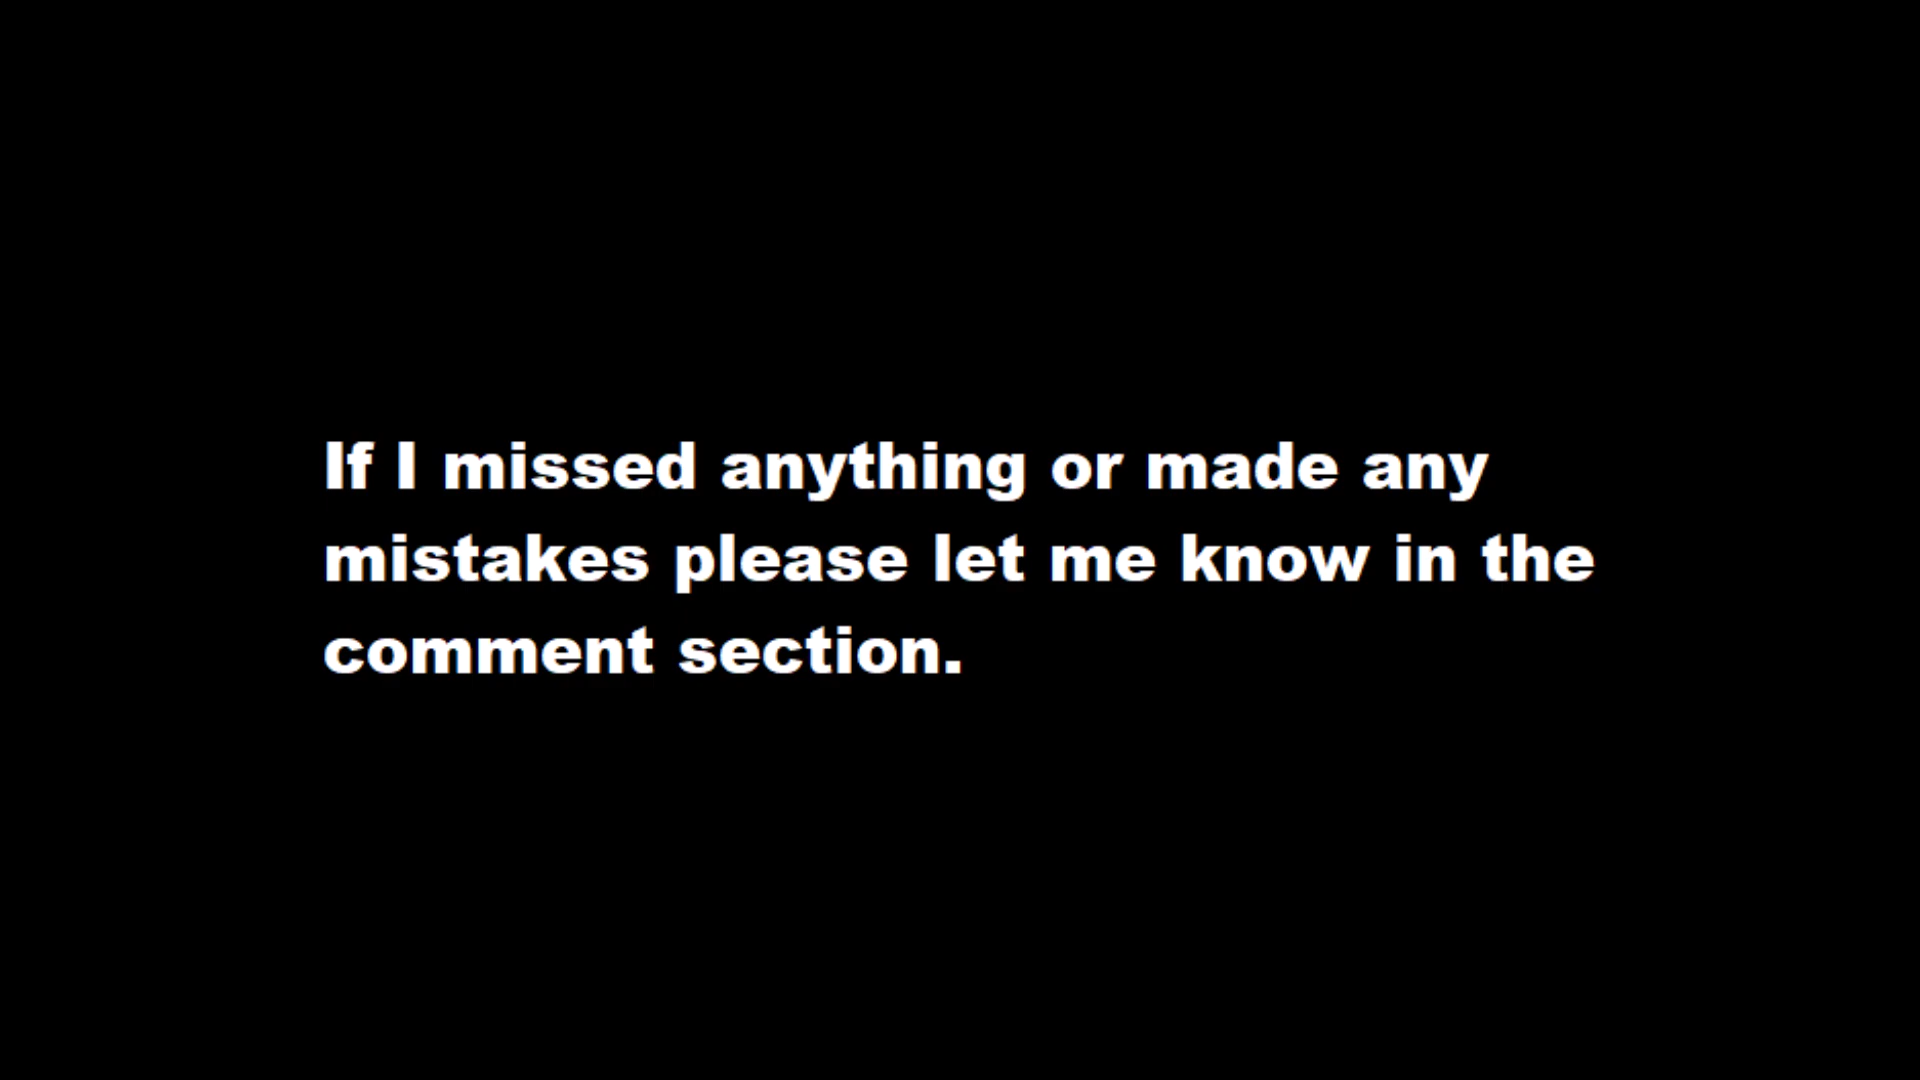 If I missed anything or made any
mistakes please let me know in the
comment section.